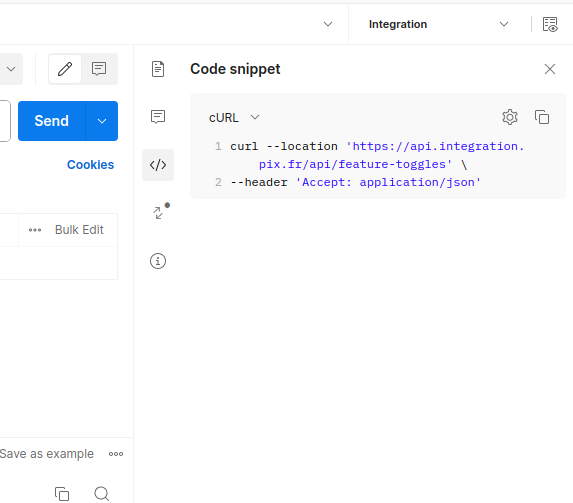 Integration
Code snippet
Send
cURL
1 curl --location 'https://api.integration.
pix.fr/api/feature-toggles' \
2 --header 'Accept: application/json'
Cookies
Bulk Edit
Save as example